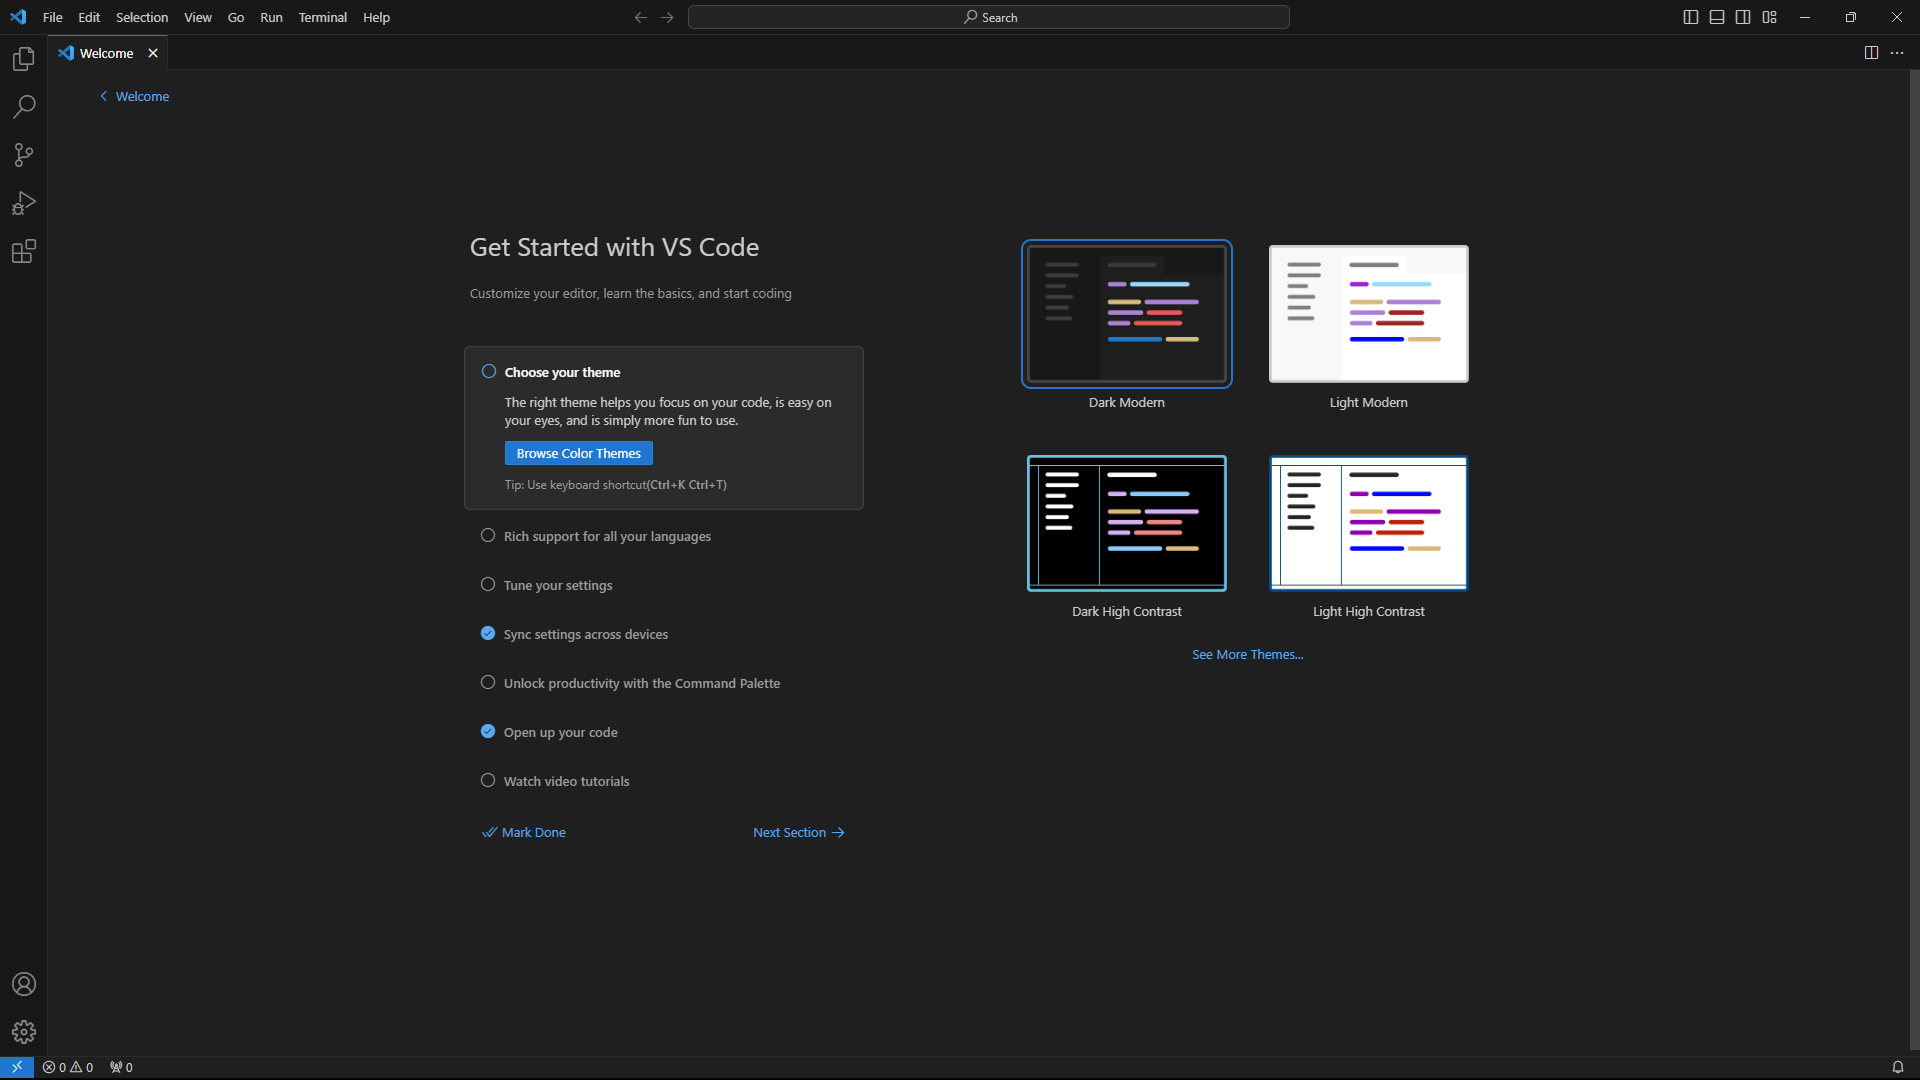 File Edit Selection View Go Run Terminal Help
Search
Welcome
Welcome
Get Started with VS Code
Customize your editor, learn the basics, and start coding
Choose your theme
The right theme helps you focus on your code, is easy on
your eyes, and is simply more fun to use.
Browse Color Themes
Tip: Use keyboard shortcut(Ctrl+K Ctrl+T)
Rich support for all your languages
Tune your settings
Sync settings across devices
Unlock productivity with the Command Palette
Open up your code
Watch video tutorials
Mark Done
Next Section
Dark Modern
Light Modern
Dark High Contrast
Light High Contrast
See More Themes...
0 0 0